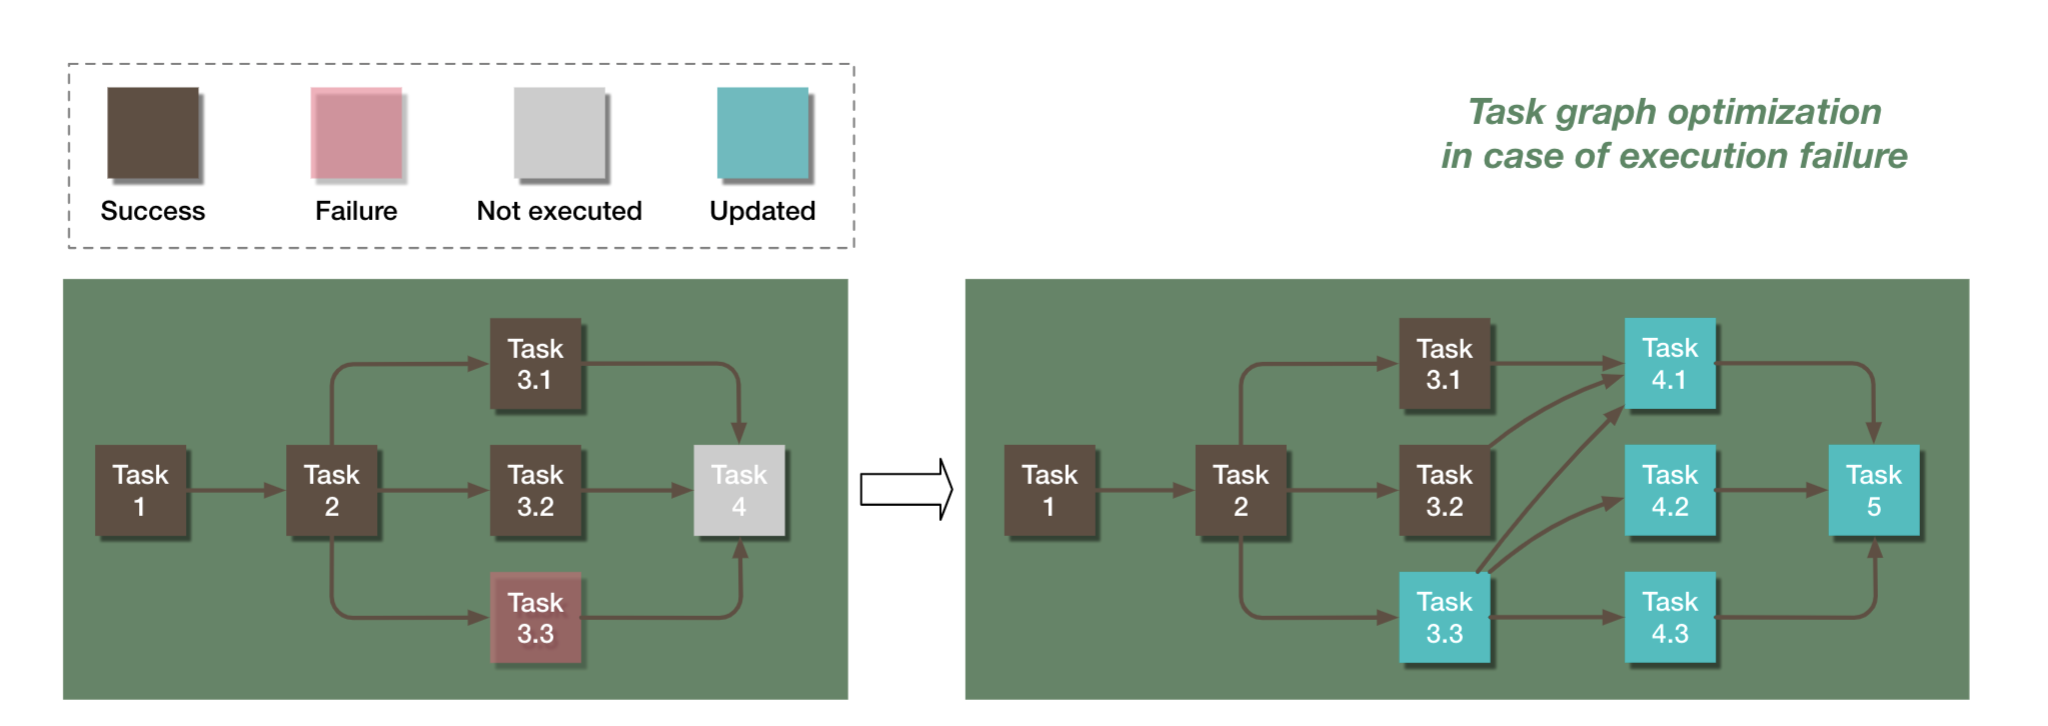 Task graph optimization
in case of execution failure
Success
Failure
Not executed
Updated
Task
1
Task
2
Task
3.1
Task
3.2
Task
3.3
Task
4
Task
1
Task
2
Task
3.1
Task
3.2
Task
3.3
Task
4.1
Task
4.2
Task
4.3
Task
5